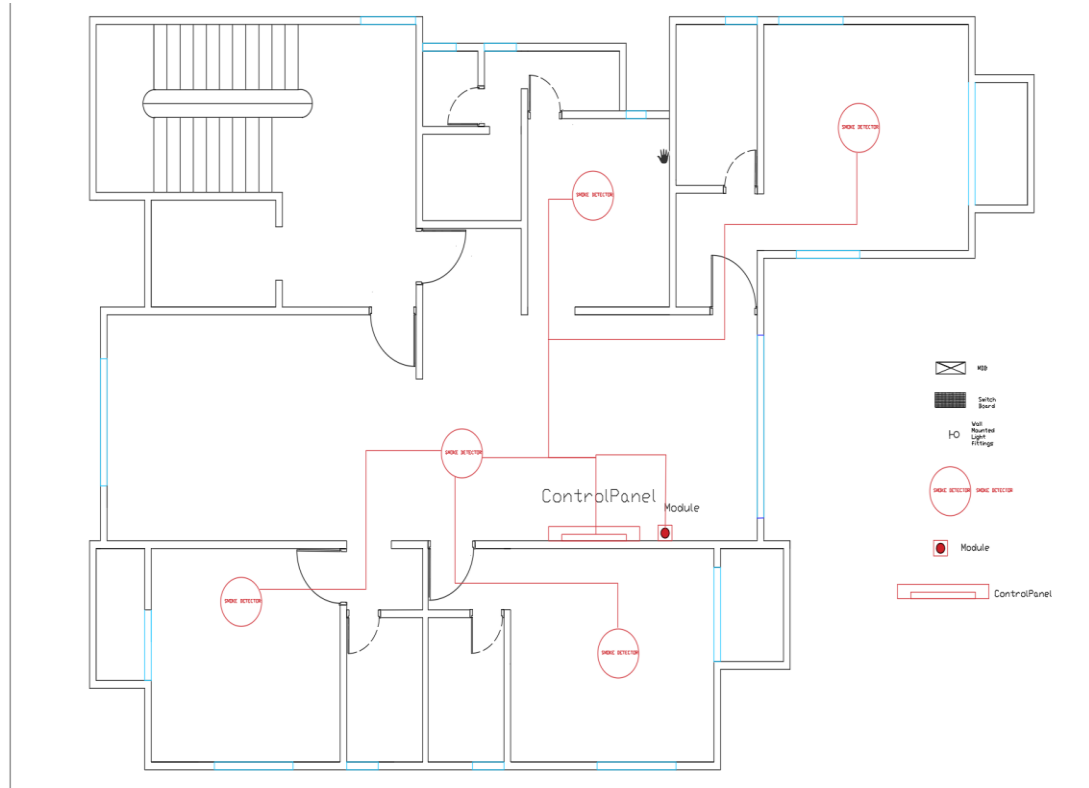 SMOKE DETECTOR
SMOKE DETECTOR
SMOKE DETECTOR
ControlPanel
Module
SMOKE DETECTOR
SMOKE DETECTOR
MDB
Switch
Board
Wall
Mounted
Light
Fittings
SMOKE DETECTOR SMOKE DETECTOR
Module
ControlPanel